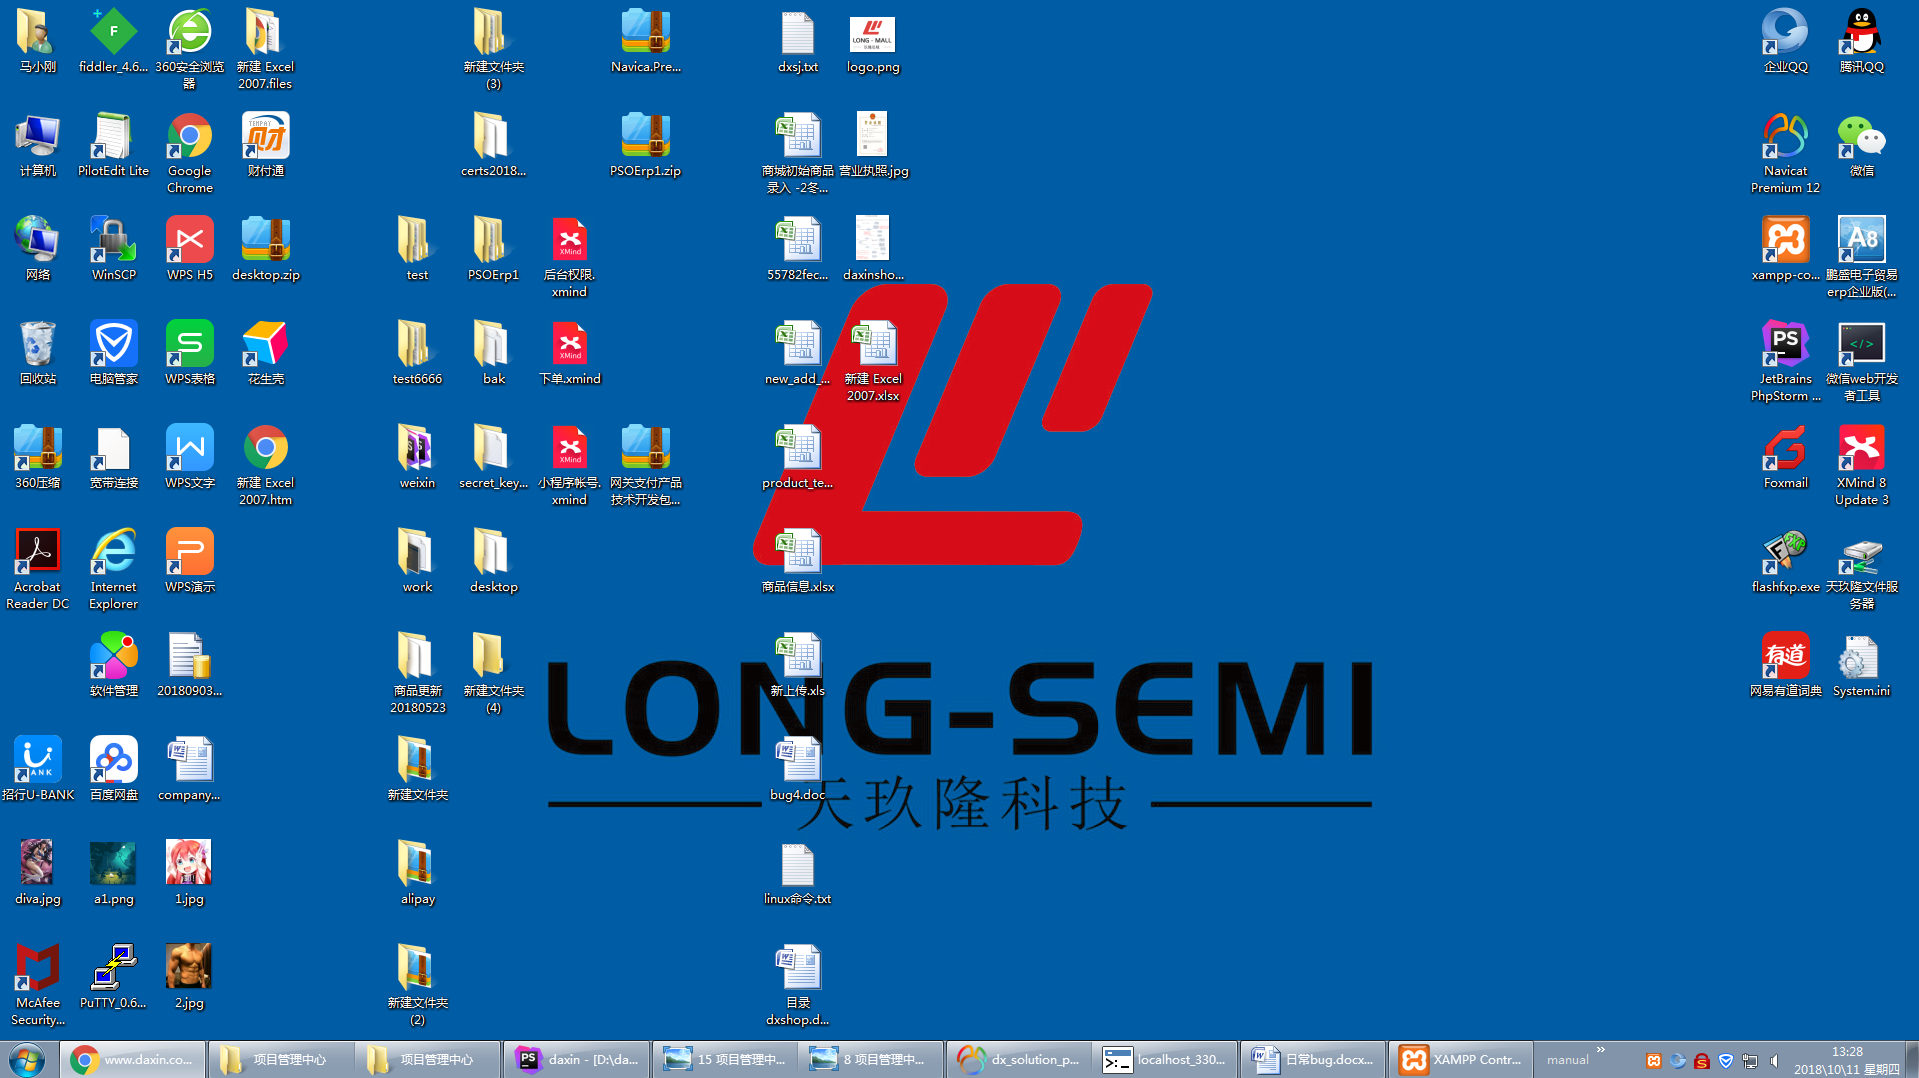 马小刚
fiddler_4.6...
360安全浏览
器
新建 Excel
2007.files
新建文件夹
(3)
Navica.Pre...
dxsj.txt
LONG - MALL
logo.png
企业QQ
腾讯QQ
计算机
PilotEdit Lite
Google
Chrome
TENPAY
财
财付通
certs2018...
PSOErp1.zip
商城初始商品
录入 -2冬...
营业执照.jpg
Navicat
Premium 12
微信
网络
WinSCP
WPS H5
desktop.zip
test
PSOErp1
XMind
后台权限.
xmind
55782fec...
daxinsho...
xampp-co...
A8
鹏盛电子贸易
erp企业版(...
回收站
电脑管家
WPS表格
花生壳
test6666
bak
XMind
下单.xmind
new_add_...
新建 Excel
2007.xlsx
PS
JetBrains
PhpStorm ...
微信web开发
者工具
360压缩
宽带连接
WPS文字
新建 Excel
2007.htm
weixin
secret_key...
XMind
小程序帐号.
xmind
网关支付产品
技术开发包...
product_te...
Foxmail
XMind 8
Update 3
Acrobat
Reader DC
Internet
Explorer
WPS演示
work
desktop
商品信息.xlsx
flashfxp.exe
天玖隆文件服
务器
软件管理
20180903...
商品更新
20180523
新建文件夹
(4)
新上传.xls
有道
网易有道词典
System.ini
LONG-SEMI
天玖隆科技
BANK
招行U-BANK
百度网盘
company...
新建文件夹
bug4.doc
diva.jpg
a1.png
1.jpg
alipay
linux命令.txt
McAfee
Security...
PuTTY_0.6...
2.jpg
新建文件夹
(2)
目录
dxshop.d...
www.daxin.co...
项目管理中心
项目管理中心
daxin - [D:\da...
15 项目管理中...
8 项目管理中...
dx_solution_p...
localhost_330...
日常bug.docx...
XAMPP Contr...
manual
»
13:28
2018\10\11 星期四